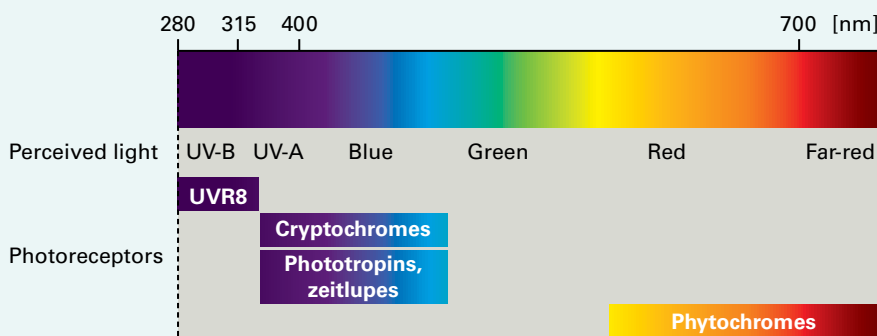 280 315 400 700 [nm]
Perceived light UV-B UV-A Blue Green Red Far-red
UVR8
Cryptochromes
Photoreceptors
Phototropins,
zeitlupes
Phytochromes